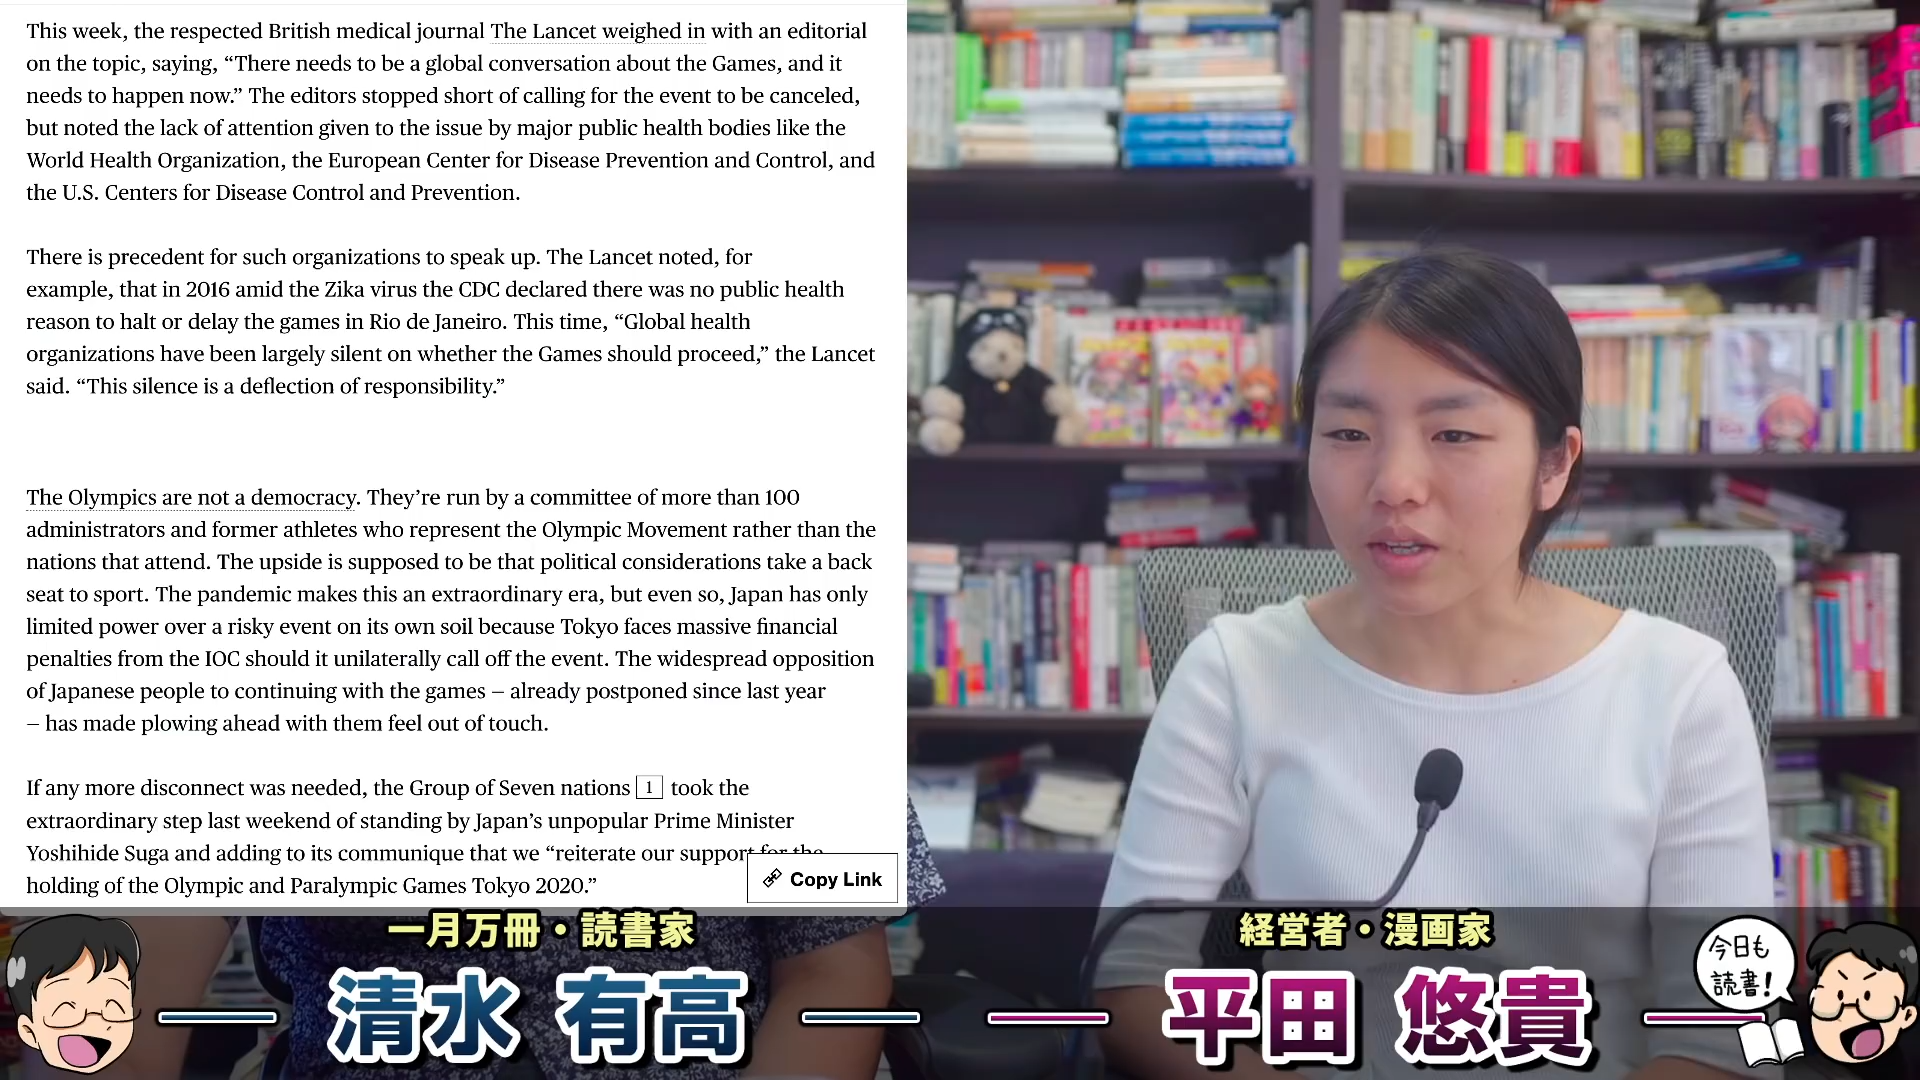 This week, the respected British medical journal The Lancet weighed in with an editorial
on the topic, saying, “There needs to be a global conversation about the Games, and it
needs to happen now.” The editors stopped short of calling for the event to be canceled,
but noted the lack of attention given to the issue by major public health bodies like the
World Health Organization, the European Center for Disease Prevention and Control, and
the U.S. Centers for Disease Control and Prevention.
There is precedent for such organizations to speak up. The Lancet noted, for
example, that in 2016 amid the Zika virus the CDC declared there was no public health
reason to halt or delay the games in Rio de Janeiro. This time, “Global health
organizations have been largely silent on whether the Games should proceed,” the Lancet
said. “This silence is a deflection of responsibility.”
The Olympics are not a democracy. They’re run by a committee of more than 100
administrators and former athletes who represent the Olympic Movement rather than the
nations that attend. The upside is supposed to be that political considerations take a back
seat to sport. The pandemic makes this an extraordinary era, but even so, Japan has only
limited power over a risky event on its own soil because Tokyo faces massive financial
penalties from the IOC should it unilaterally call off the event. The widespread opposition
of Japanese people to continuing with the games – already postponed since last year
– has made plowing ahead with them feel out of touch.
If any more disconnect was needed, the Group of Seven nations 1 took the
extraordinary step last weekend of standing by Japan’s unpopular Prime Minister
Yoshihide Suga and adding to its communique that we “reiterate our support for the
holding of the Olympic and Paralympic Games Tokyo 2020.”
Copy Link
一月万冊・読書家
清水 有高
経営者・漫画家
平田 悠貴
今日も
読書!